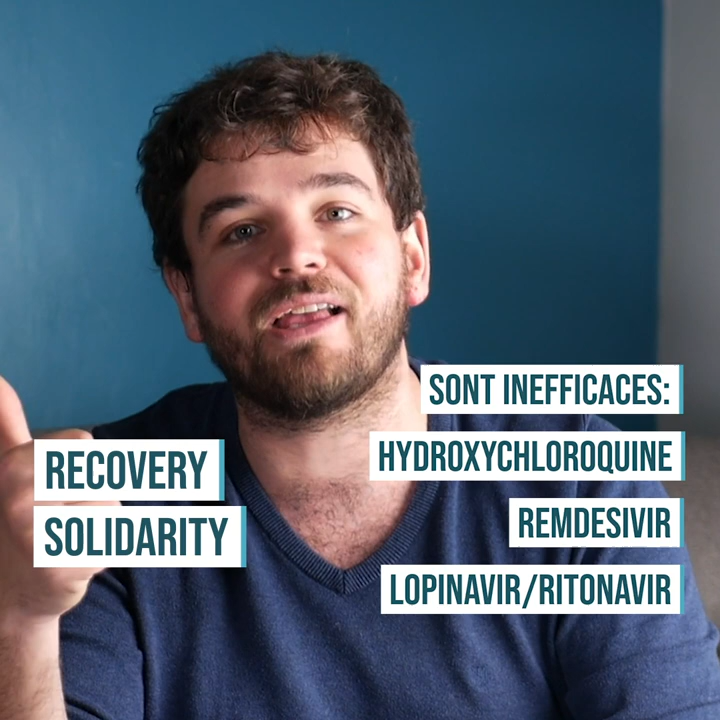 RECOVERY
SOLIDARITY
SONT INEFFICACES:
HYDROXYCHLOROQUINE
REMDESIVIR
LOPINAVIR/RITONAVIR